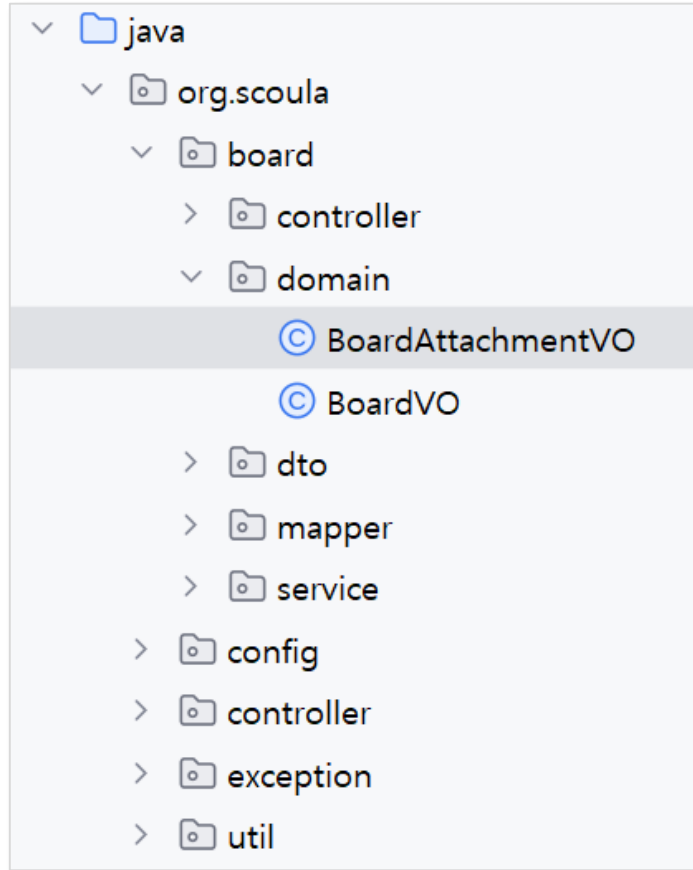 java
org.scoula
board
controller
domain
BoardAttachmentVO
BoardVO
dto
mapper
service
config
controller
exception
util